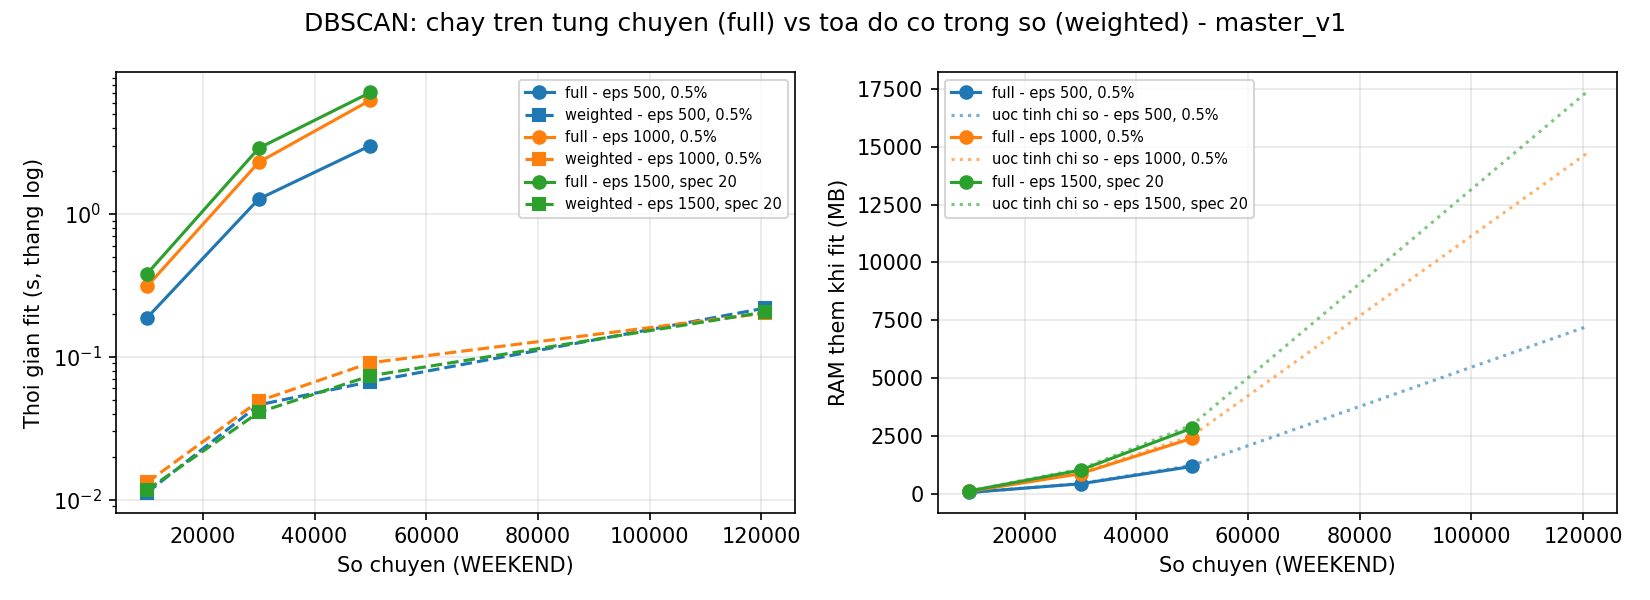 DBSCAN: chay tren tung chuyen (full) vs toa do co trong so (weighted) - master_v1
Thoi gian fit (s, thang log)
10⁰
10⁻¹
10⁻²
full - eps 500, 0.5%
weighted - eps 500, 0.5%
full - eps 1000, 0.5%
weighted - eps 1000, 0.5%
full - eps 1500, spec 20
weighted - eps 1500, spec 20
20000 40000 60000 80000 100000 120000
So chuyen (WEEKEND)
RAM them khi fit (MB)
17500
15000
12500
10000
7500
5000
2500
0
full - eps 500, 0.5%
uoc tinh chi so - eps 500, 0.5%
full - eps 1000, 0.5%
uoc tinh chi so - eps 1000, 0.5%
full - eps 1500, spec 20
uoc tinh chi so - eps 1500, spec 20
20000 40000 60000 80000 100000 120000
So chuyen (WEEKEND)